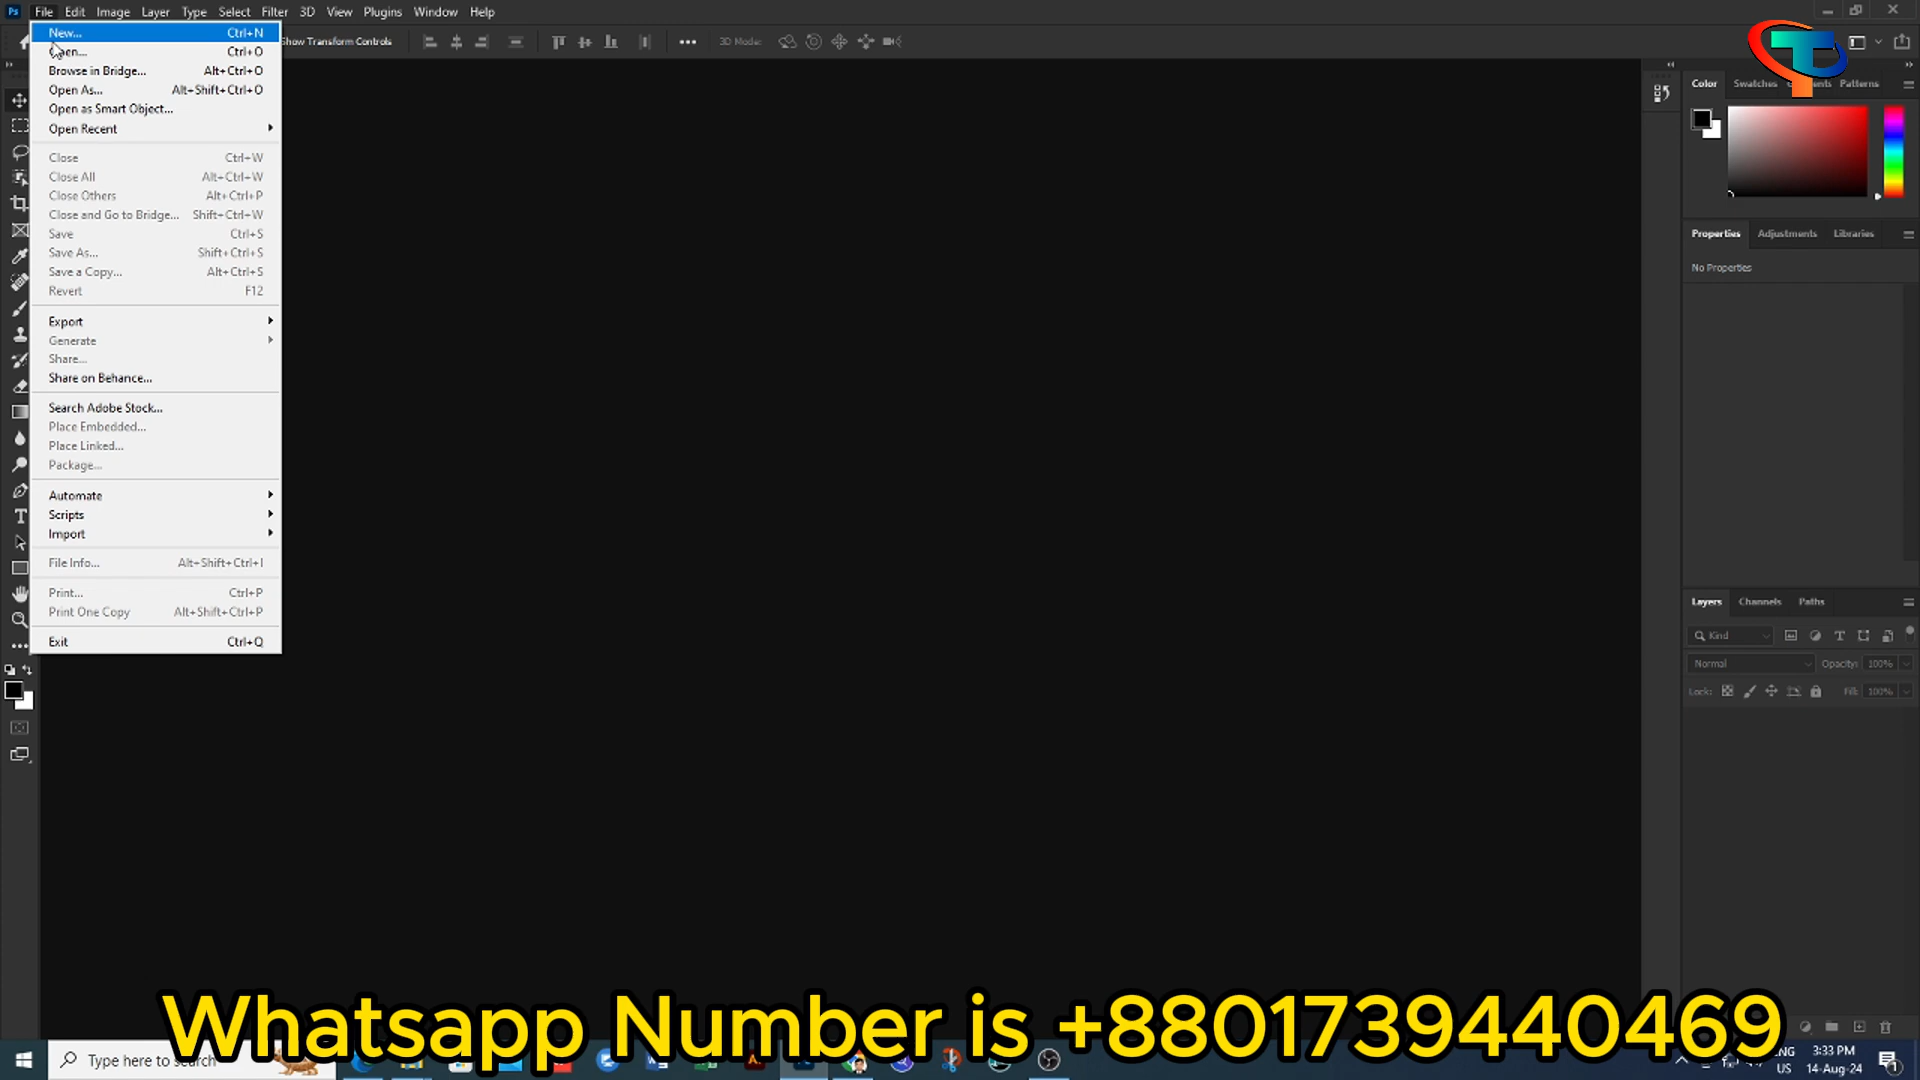 Ps File Edit Image Layer Type Select Filter 3D View Plugins Window Help
Show Transform Controls 3D Mode:
New... Ctrl+N
Open... Ctrl+O
Browse in Bridge... Alt+Ctrl+O
Open As... Alt+Shift+Ctrl+O
Open as Smart Object...
Open Recent
Close Ctrl+W
Close All Alt+Ctrl+W
Close Others Alt+Ctrl+P
Close and Go to Bridge... Shift+Ctrl+W
Save Ctrl+S
Save As... Shift+Ctrl+S
Save a Copy... Alt+Ctrl+S
Revert F12
Export
Generate
Share...
Share on Behance...
Search Adobe Stock...
Place Embedded...
Place Linked...
Package...
Automate
Scripts
Import
File Info... Alt+Shift+Ctrl+I
Print... Ctrl+P
Print One Copy Alt+Shift+Ctrl+P
Exit Ctrl+Q
Color Swatches Patterns
Properties Adjustments Libraries
No Properties
Layers Channels Paths
Kind
Normal Opacity: 100%
Lock: Fill: 100%
Whatsapp Number is +8801739440469
Type here to search
3:33 PM
US 14-Aug-24